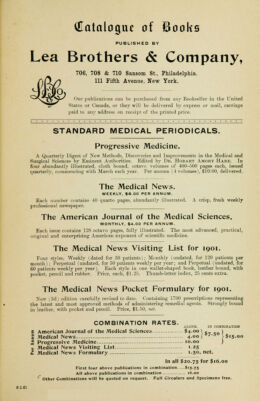 Catalogue of Books
PUBLISHED BY
Lea Brothers & Company,
706, 708 & 710 Sansom St., Philadelphia.
111 Fifth Avenue, New York.
Our publications can be purchased from any Bookseller in the United
States or Canada, or they will be delivered by express or mail, carriage
paid to any address on receipt of the printed price.
STANDARD MEDICAL PERIODICALS.
Progressive Medicine.
A Quarterly Digest of New Methods, Discoveries and Improvements in the Medical and
Surgical Sciences by Eminent Authorities. Edited by DR. HOBART AMORY HARE. In
four abundantly illustrated, cloth bound, octavo volumes of 400-500 pages each, issued
quarterly, commencing with March each year. Per annum (4 volumes), $10.00, delivered.
The Medical News.
WEEKLY, $4.00 PER ANNUM.
Each number contains 48 quarto pages, abundantly illustrated. A crisp, fresh weekly
professional newspaper.
The American Journal of the Medical Sciences,
MONTHLY, $4.00 PER ANNUM.
Each issue contains 128 octavo pages, fully illustrated. The most advanced, practical,
original and enterprising American exponent of scientific medicine.
The Medical News Visiting List for 1901.
Four styles, Weekly (dated for 30 patients); Monthly (undated, for 120 patients per
month); Perpetual (undated, for 30 patients weekly per year); and Perpetual (undated, for
60 patients weekly per year). Each style in one wallet-shaped book, leather bound, with
pocket, pencil and rubber. Price, each, $1.25. Thumb-letter index, 25 cents extra.
The Medical News Pocket Formulary for 1901.
New (3d) edition carefully revised to date. Containing 1700 prescriptions representing
the latest and most approved methods of administering remedial agents. Strongly bound
in leather, with pocket and pencil. Price, $1.50, net.
COMBINATION RATES.
ALONE. IN COMBINATION
American Journal of the Medical Sciences $4.00 $7.50 $15.00
Medical News 4.00
Progressive Medicine 10.00
Medical News Visiting List 1.25
Medical News Formulary 1.50, net.
In all $20.75 for $16.00
First four above publications in combination $15.75
All above publications in combination 16.00
Other Combinations will be quoted on request. Full Circulars and Specimens free.